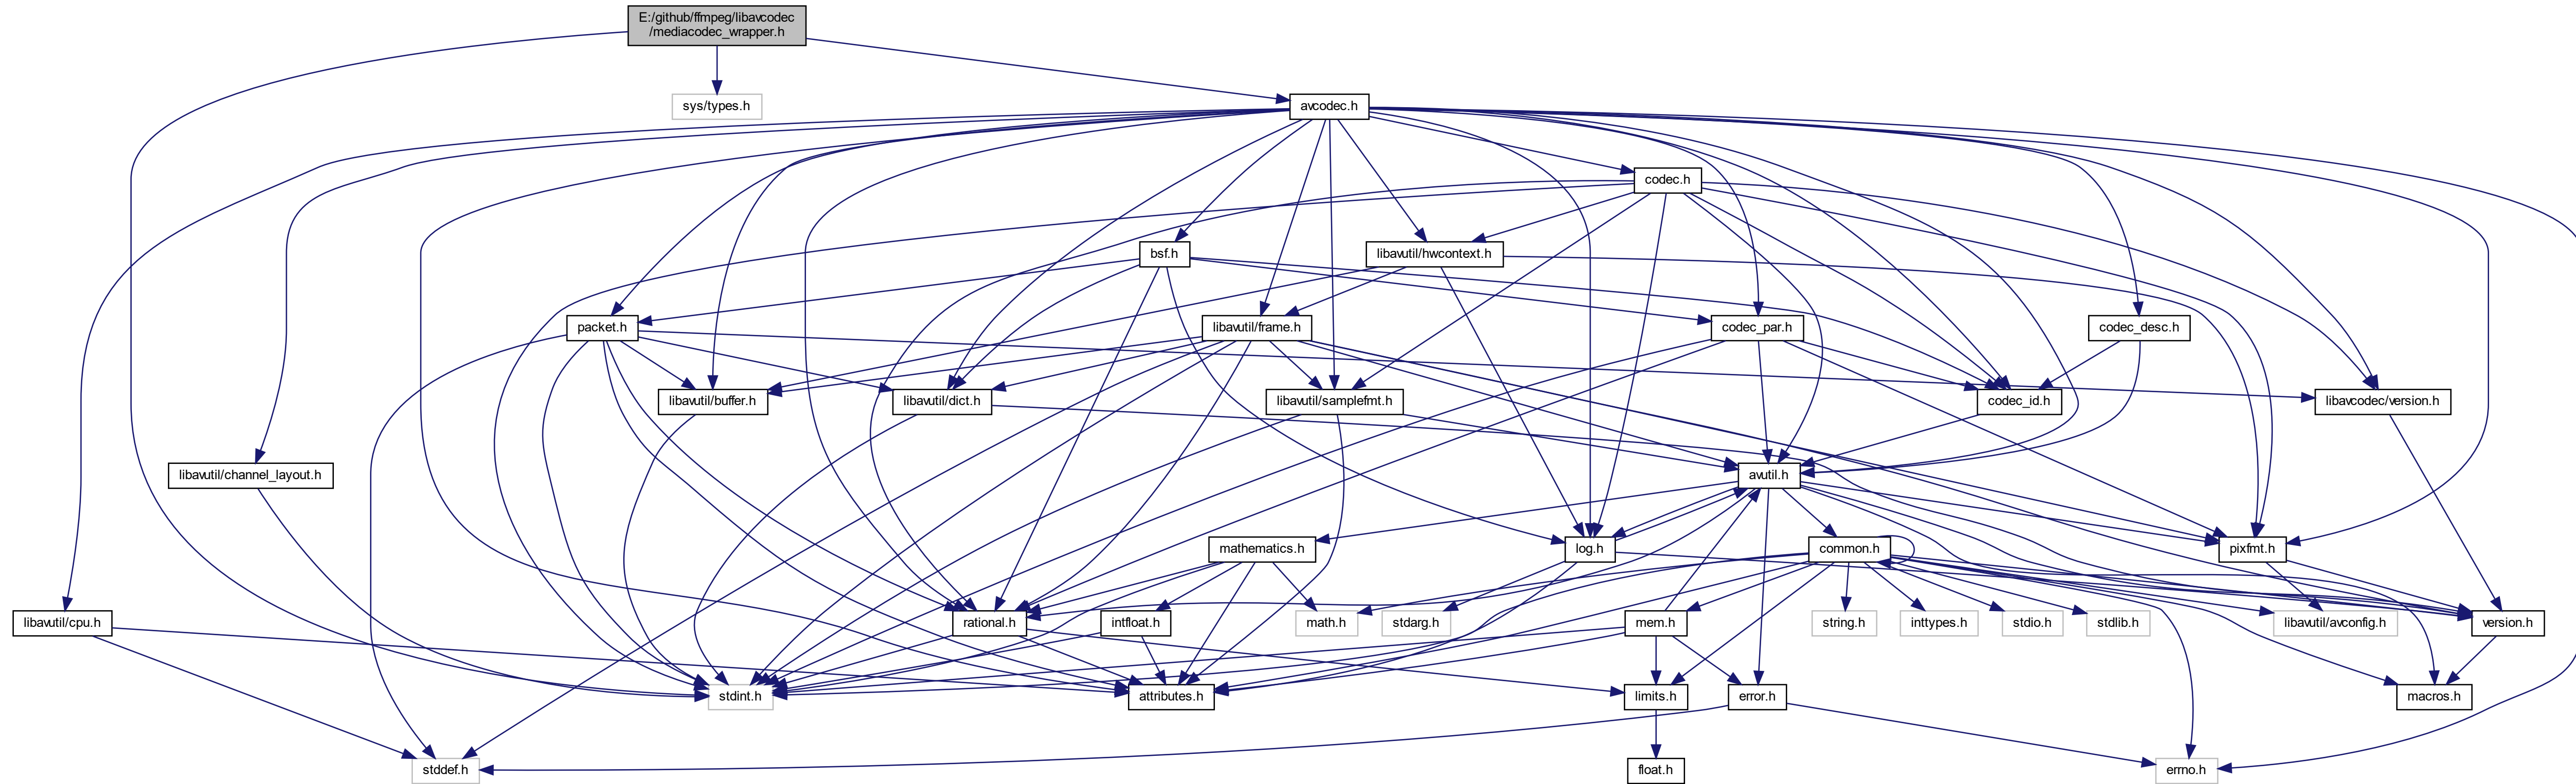 E:/github/ffmpeg/libavcodec
/mediacodec_wrapper.h
sys/types.h
avcodec.h
codec.h
bsf.h
libavutil/hwcontext.h
packet.h
libavutil/frame.h
codec_par.h
codec_desc.h
libavutil/buffer.h
libavutil/dict.h
libavutil/samplefmt.h
codec_id.h
libavcodec/version.h
libavutil/channel_layout.h
avutil.h
mathematics.h
log.h
common.h
pixfmt.h
libavutil/cpu.h
rational.h
intfloat.h
math.h
stdarg.h
mem.h
string.h
inttypes.h
stdio.h
stdlib.h
libavutil/avconfig.h
version.h
stdint.h
attributes.h
limits.h
error.h
macros.h
stddef.h
float.h
errno.h